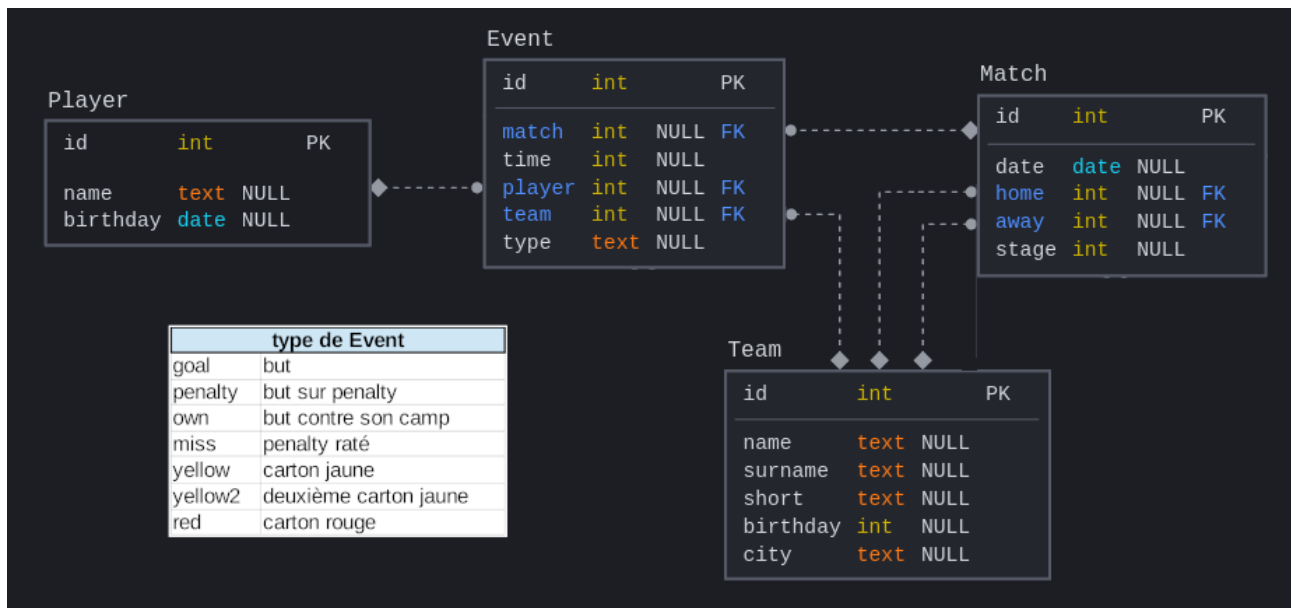 Player
id int PK
name text NULL
birthday date NULL
Event
id int PK
match int NULL FK
time int NULL
player int NULL FK
team int NULL FK
type text NULL
Match
id int PK
date date NULL
home int NULL FK
away int NULL FK
stage int NULL
type de Event
goal but
penalty but sur penalty
own but contre son camp
miss penalty raté
yellow carton jaune
yellow2 deuxième carton jaune
red carton rouge
Team
id int PK
name text NULL
surname text NULL
short text NULL
birthday int NULL
city text NULL